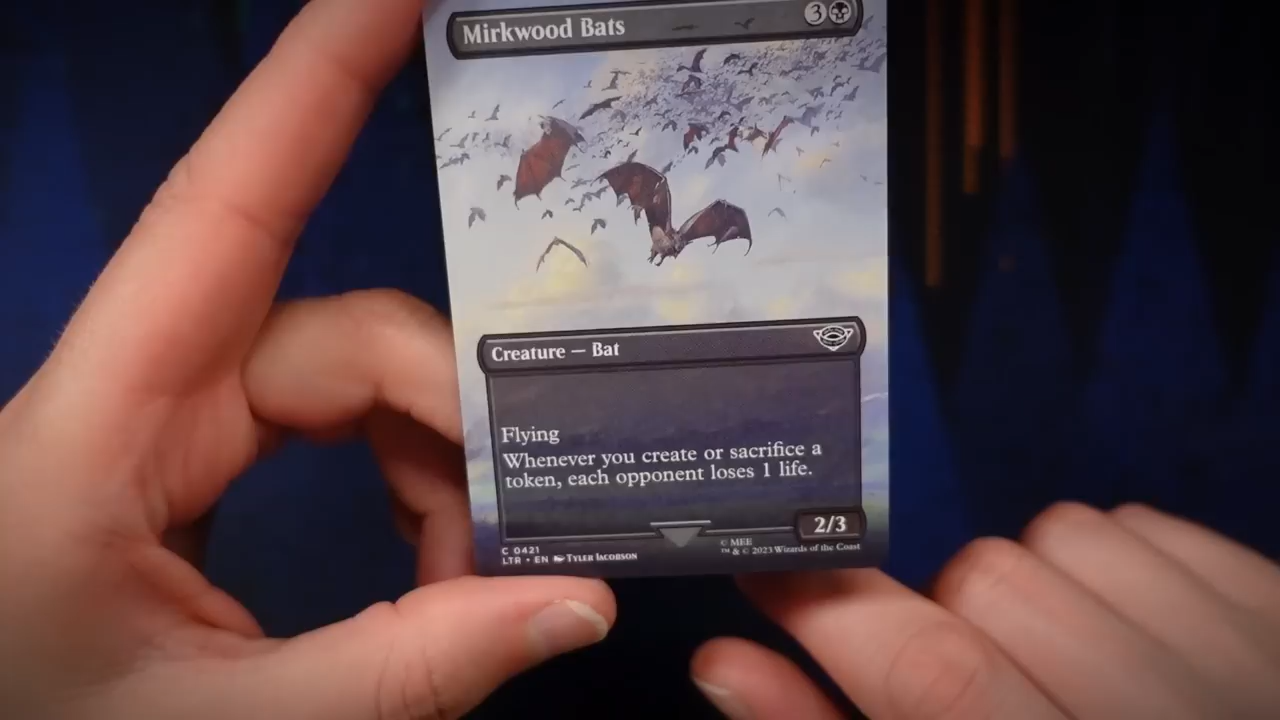 Mirkwood Bats 3
Creature — Bat
Flying
Whenever you create or sacrifice a
token, each opponent loses 1 life.
2/3
C 0421
LTR • EN Tyler Jacobson
© MEE
™ & © 2023 Wizards of the Coast